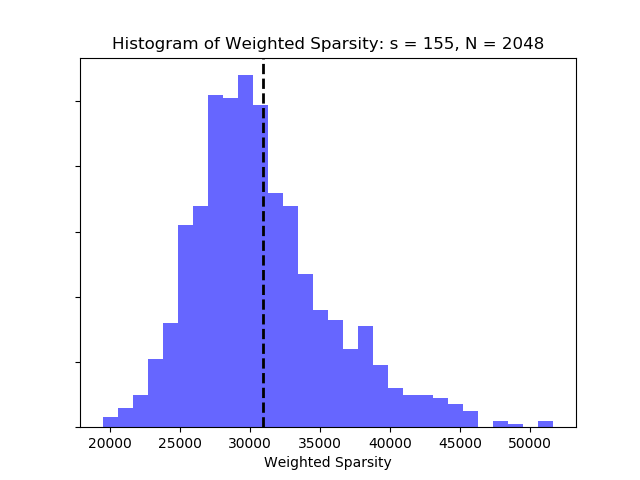 Histogram of Weighted Sparsity: s = 155, N = 2048
20000 25000 30000 35000 40000 45000 50000
Weighted Sparsity